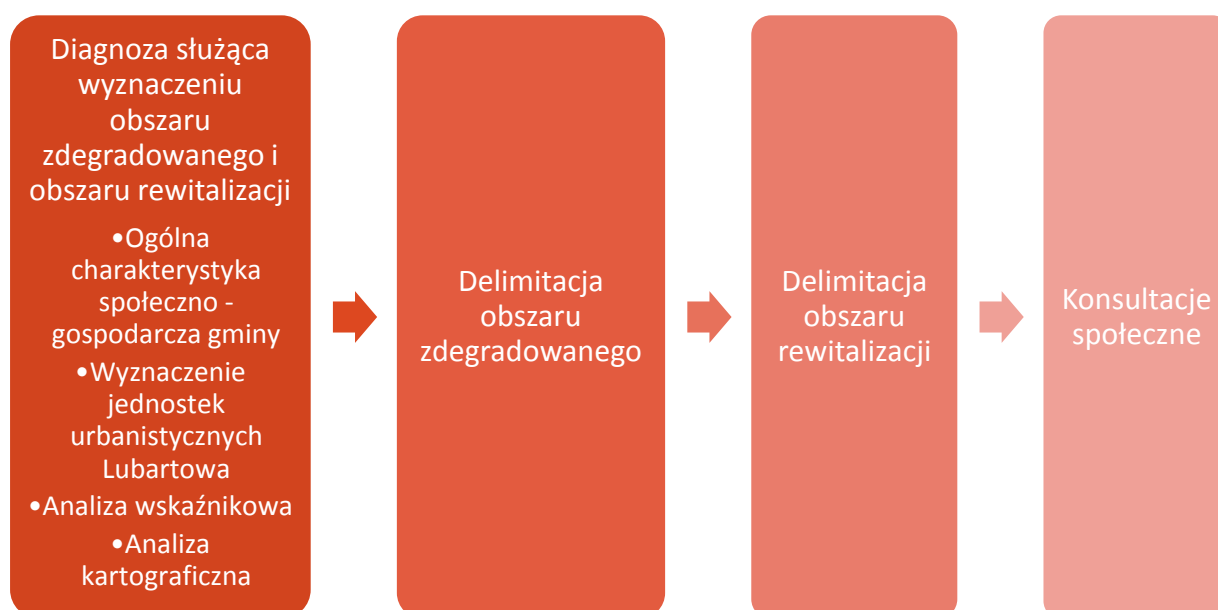 Diagnoza służąca
wyznaczeniu
obszaru
zdegradowanego i
obszaru rewitalizacji
•Ogólna
charakterystyka
społeczno -
gospodarcza gminy
•Wyznaczenie
jednostek
urbanistycznych
Lubartowa
•Analiza wskaźnikowa
•Analiza
kartograficzna
Delimitacja
obszaru
zdegradowanego
Delimitacja
obszaru
rewitalizacji
Konsultacje
społeczne